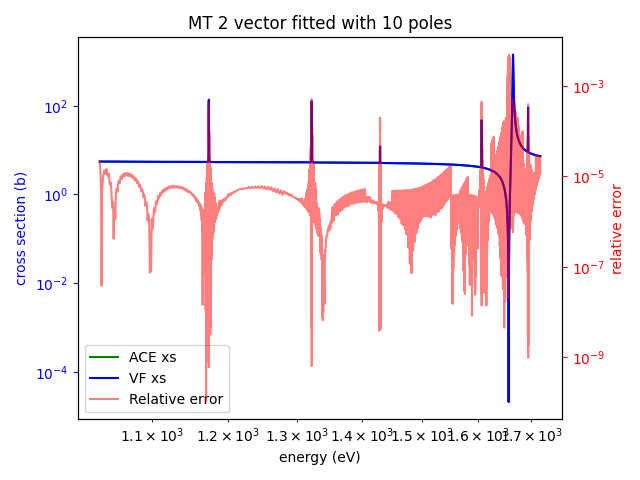 MT 2 vector fitted with 10 poles
cross section (b)
10²
10⁰
10⁻²
10⁻⁴
10⁻³
10⁻⁵
10⁻⁷
10⁻⁹
relative error
ACE xs
VF xs
Relative error
1.1 × 10³ 1.2 × 10³ 1.3 × 10³ 1.4 × 10³ 1.5 × 10³ 1.6 × 10³ 1.7 × 10³
energy (eV)